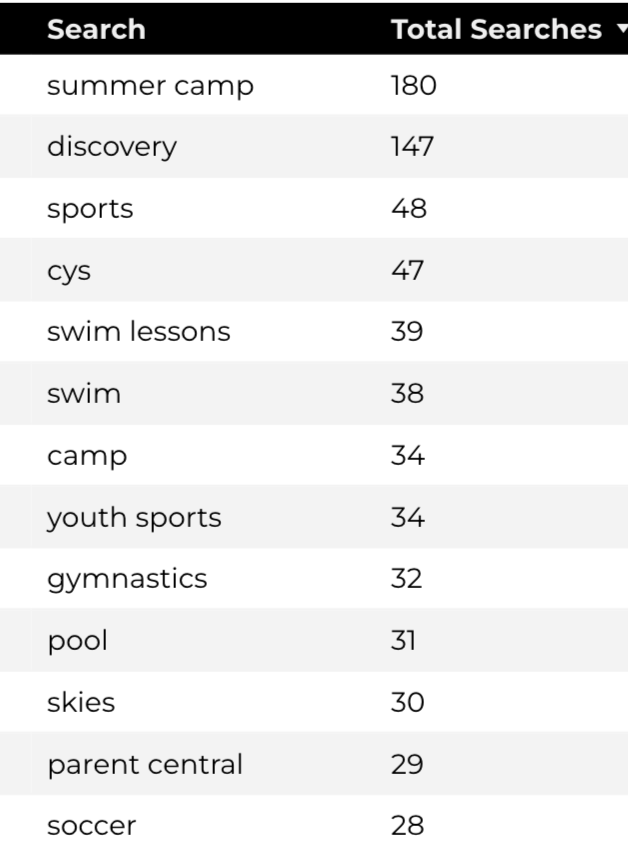 Search Total Searches
summer camp 180
discovery 147
sports 48
cys 47
swim lessons 39
swim 38
camp 34
youth sports 34
gymnastics 32
pool 31
skies 30
parent central 29
soccer 28